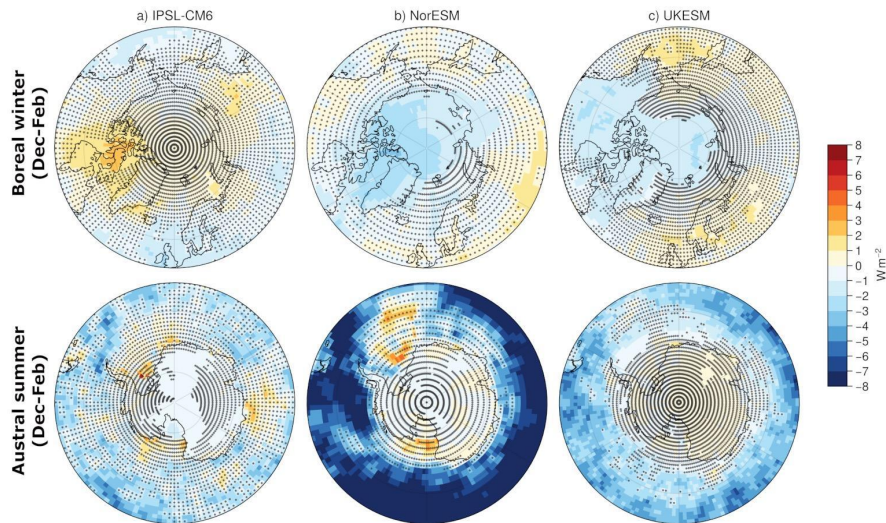 a) IPSL-CM6
b) NorESM
c) UKESM
Boreal winter
(Dec-Feb)
Austral summer
(Dec-Feb)
8
7
6
5
4
3
2
1
0
−1
−2
−3
−4
−5
−6
−7
−8
W m−2